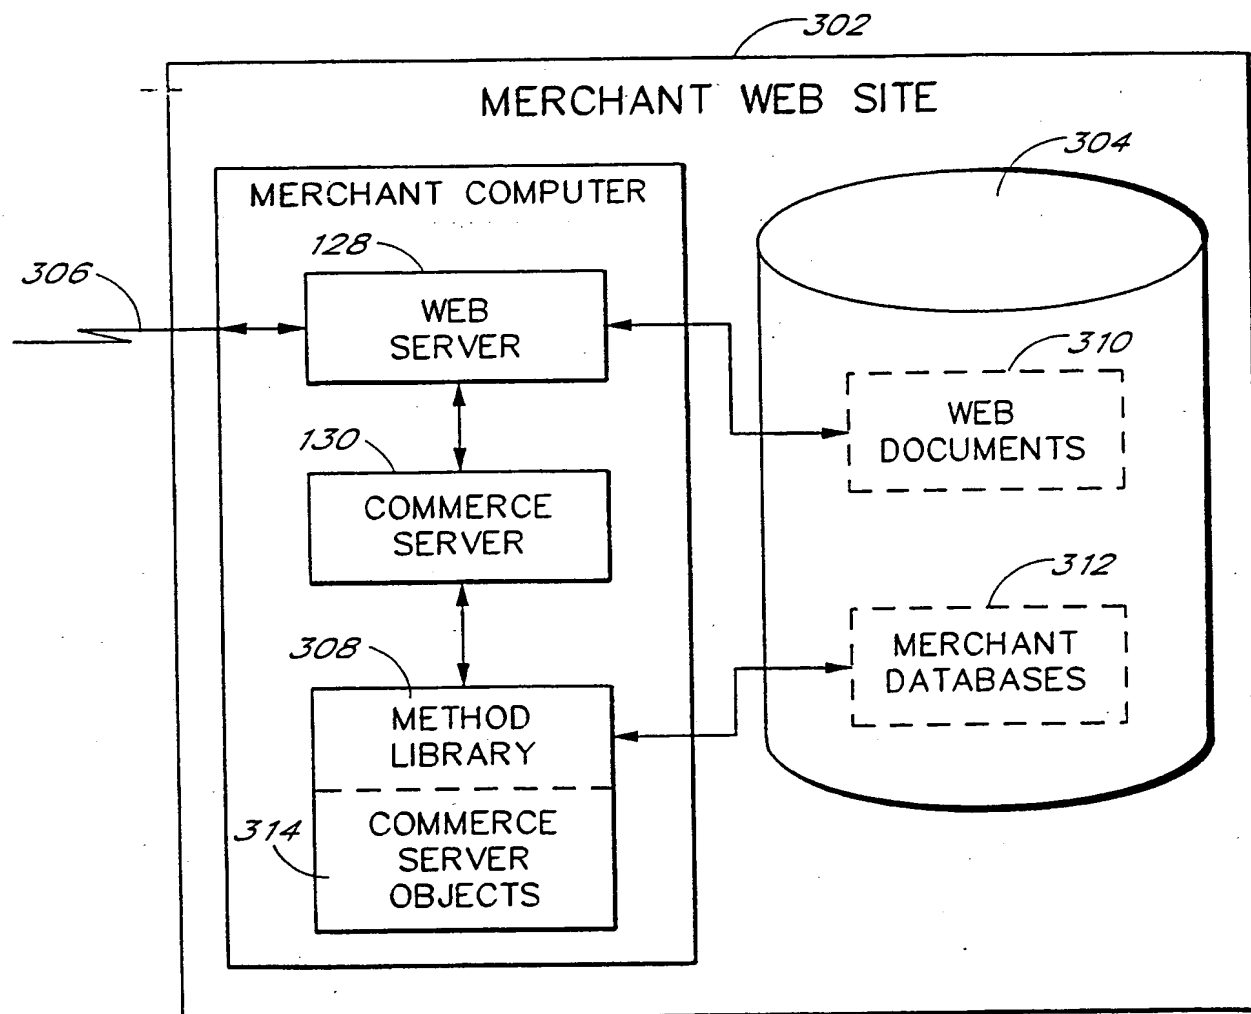 302
MERCHANT WEB SITE
304
MERCHANT COMPUTER
128
306
WEB
SERVER
310
WEB
DOCUMENTS
130
COMMERCE
SERVER
312
MERCHANT
DATABASES
308
METHOD
LIBRARY
314
COMMERCE
SERVER
OBJECTS